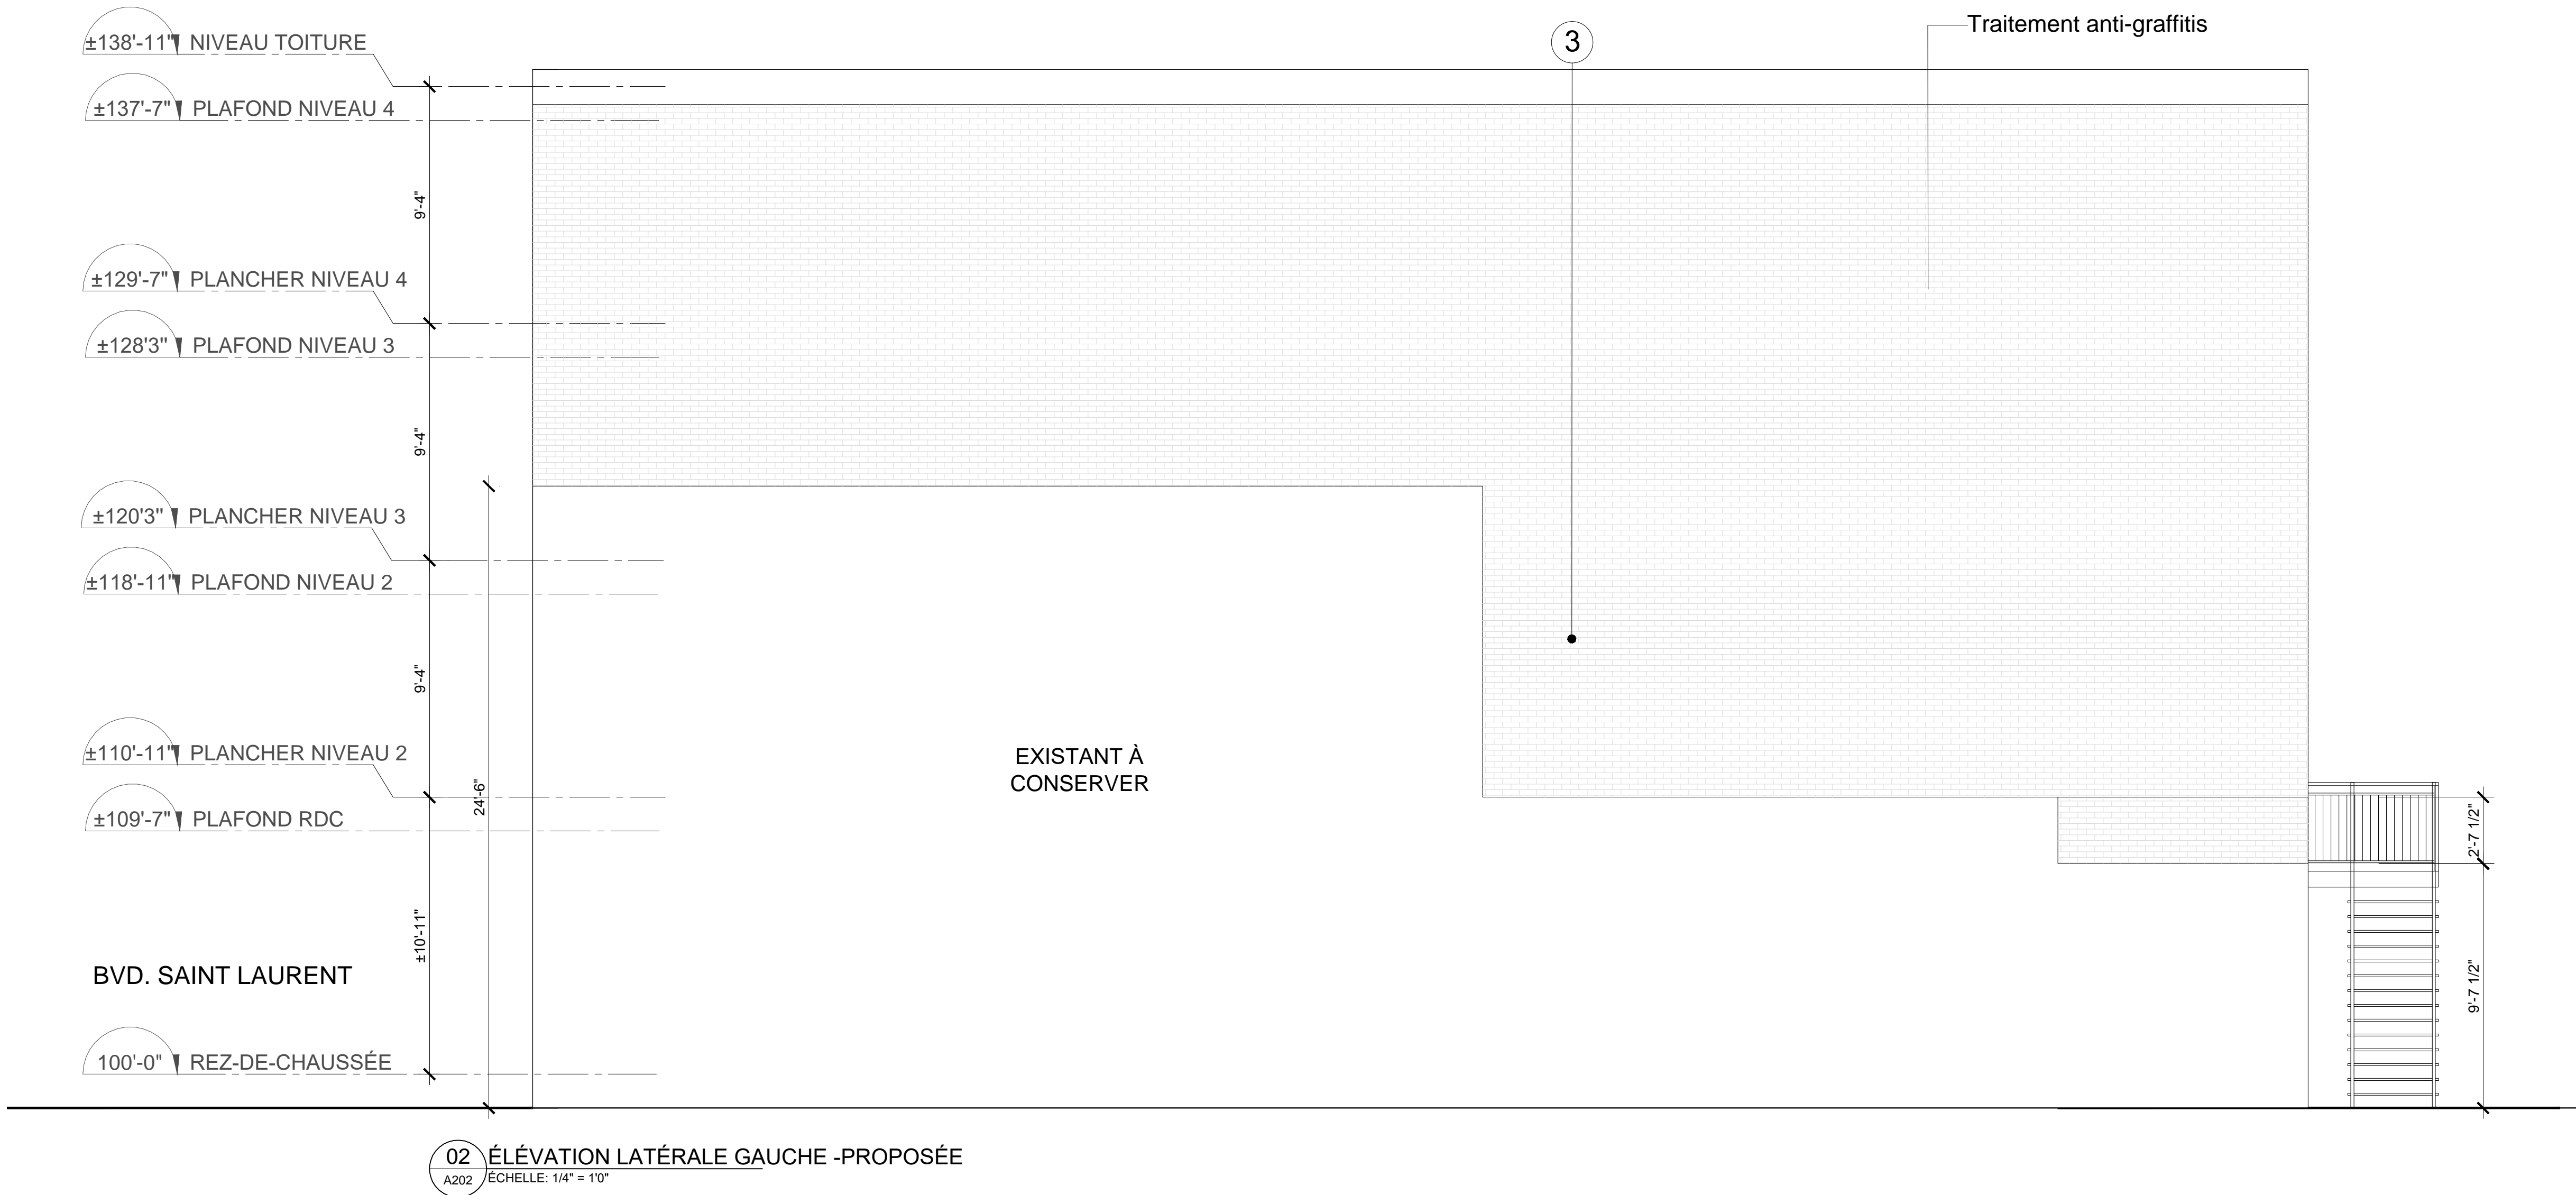 ±138'-11" NIVEAU TOITURE
±137'-7" PLAFOND NIVEAU 4
9'-4"
±129'-7" PLANCHER NIVEAU 4
±128'3" PLAFOND NIVEAU 3
9'-4"
±120'3" PLANCHER NIVEAU 3
±118'-11" PLAFOND NIVEAU 2
9'-4"
±110'-11" PLANCHER NIVEAU 2
±109'-7" PLAFOND RDC
±10'-11"
24'-6"
BVD. SAINT LAURENT
100'-0" REZ-DE-CHAUSSÉE
3
Traitement anti-graffitis
EXISTANT À
CONSERVER
2'-7 1/2"
9'-7 1/2"
02 ÉLÉVATION LATÉRALE GAUCHE -PROPOSÉE
A202 ÉCHELLE: 1/4" = 1'0"